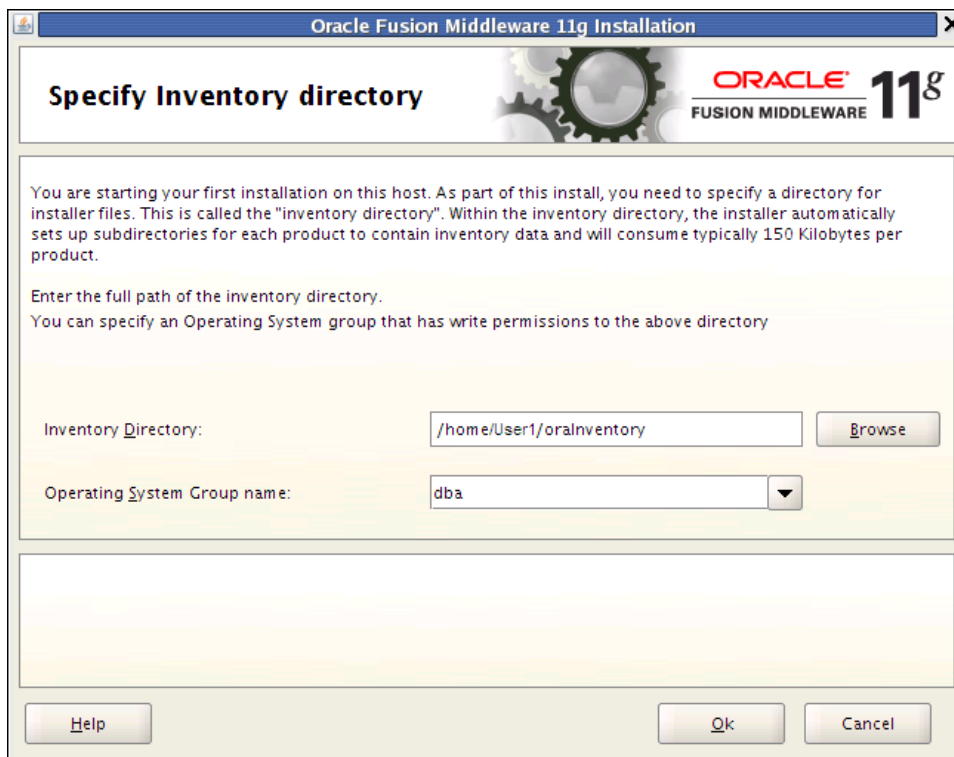 Oracle Fusion Middleware 11g Installation
Specify Inventory directory
ORACLE
FUSION MIDDLEWARE
11g
You are starting your first installation on this host. As part of this install, you need to specify a directory for
installer files. This is called the "inventory directory". Within the inventory directory, the installer automatically
sets up subdirectories for each product to contain inventory data and will consume typically 150 Kilobytes per
product.
Enter the full path of the inventory directory.
You can specify an Operating System group that has write permissions to the above directory
Inventory Directory:
/home/User1/oraInventory
Browse
Operating System Group name:
dba
Help
Ok
Cancel